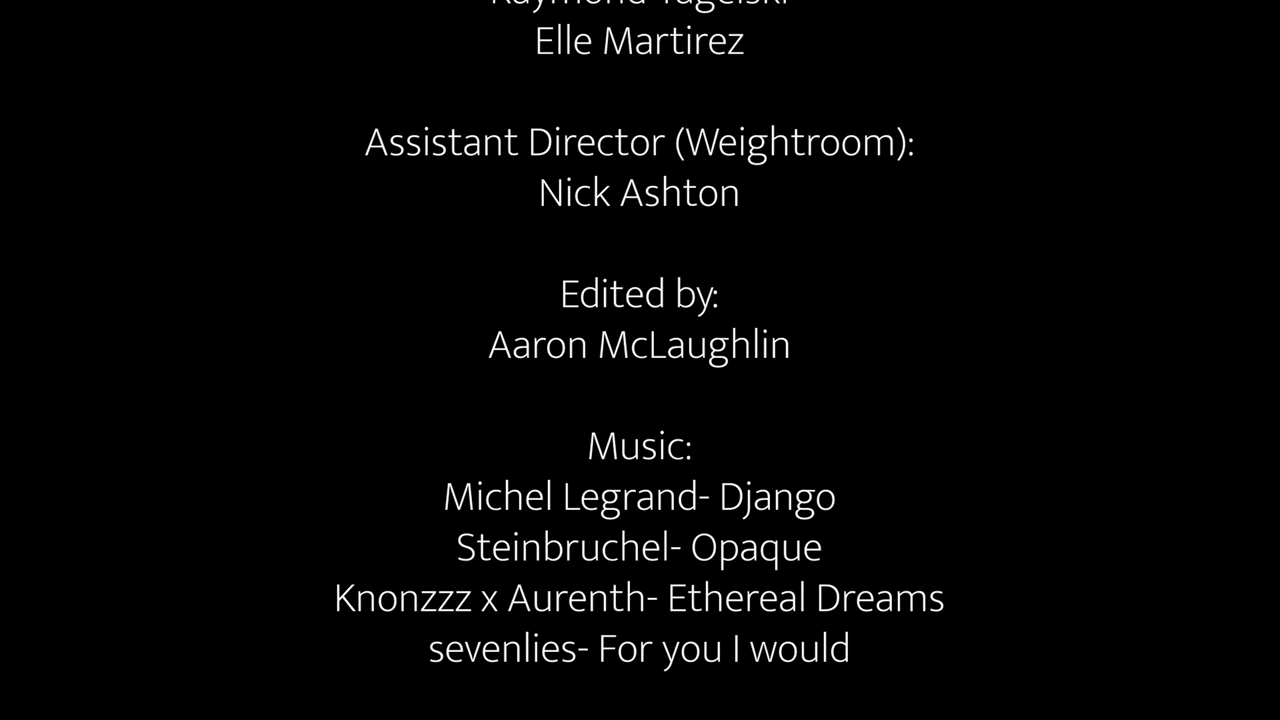 Elle Martirez
Assistant Director (Weightroom):
Nick Ashton
Edited by:
Aaron McLaughlin
Music:
Michel Legrand- Django
Steinbruchel- Opaque
Knonzzz x Aurenth- Ethereal Dreams
sevenlies- For you I would